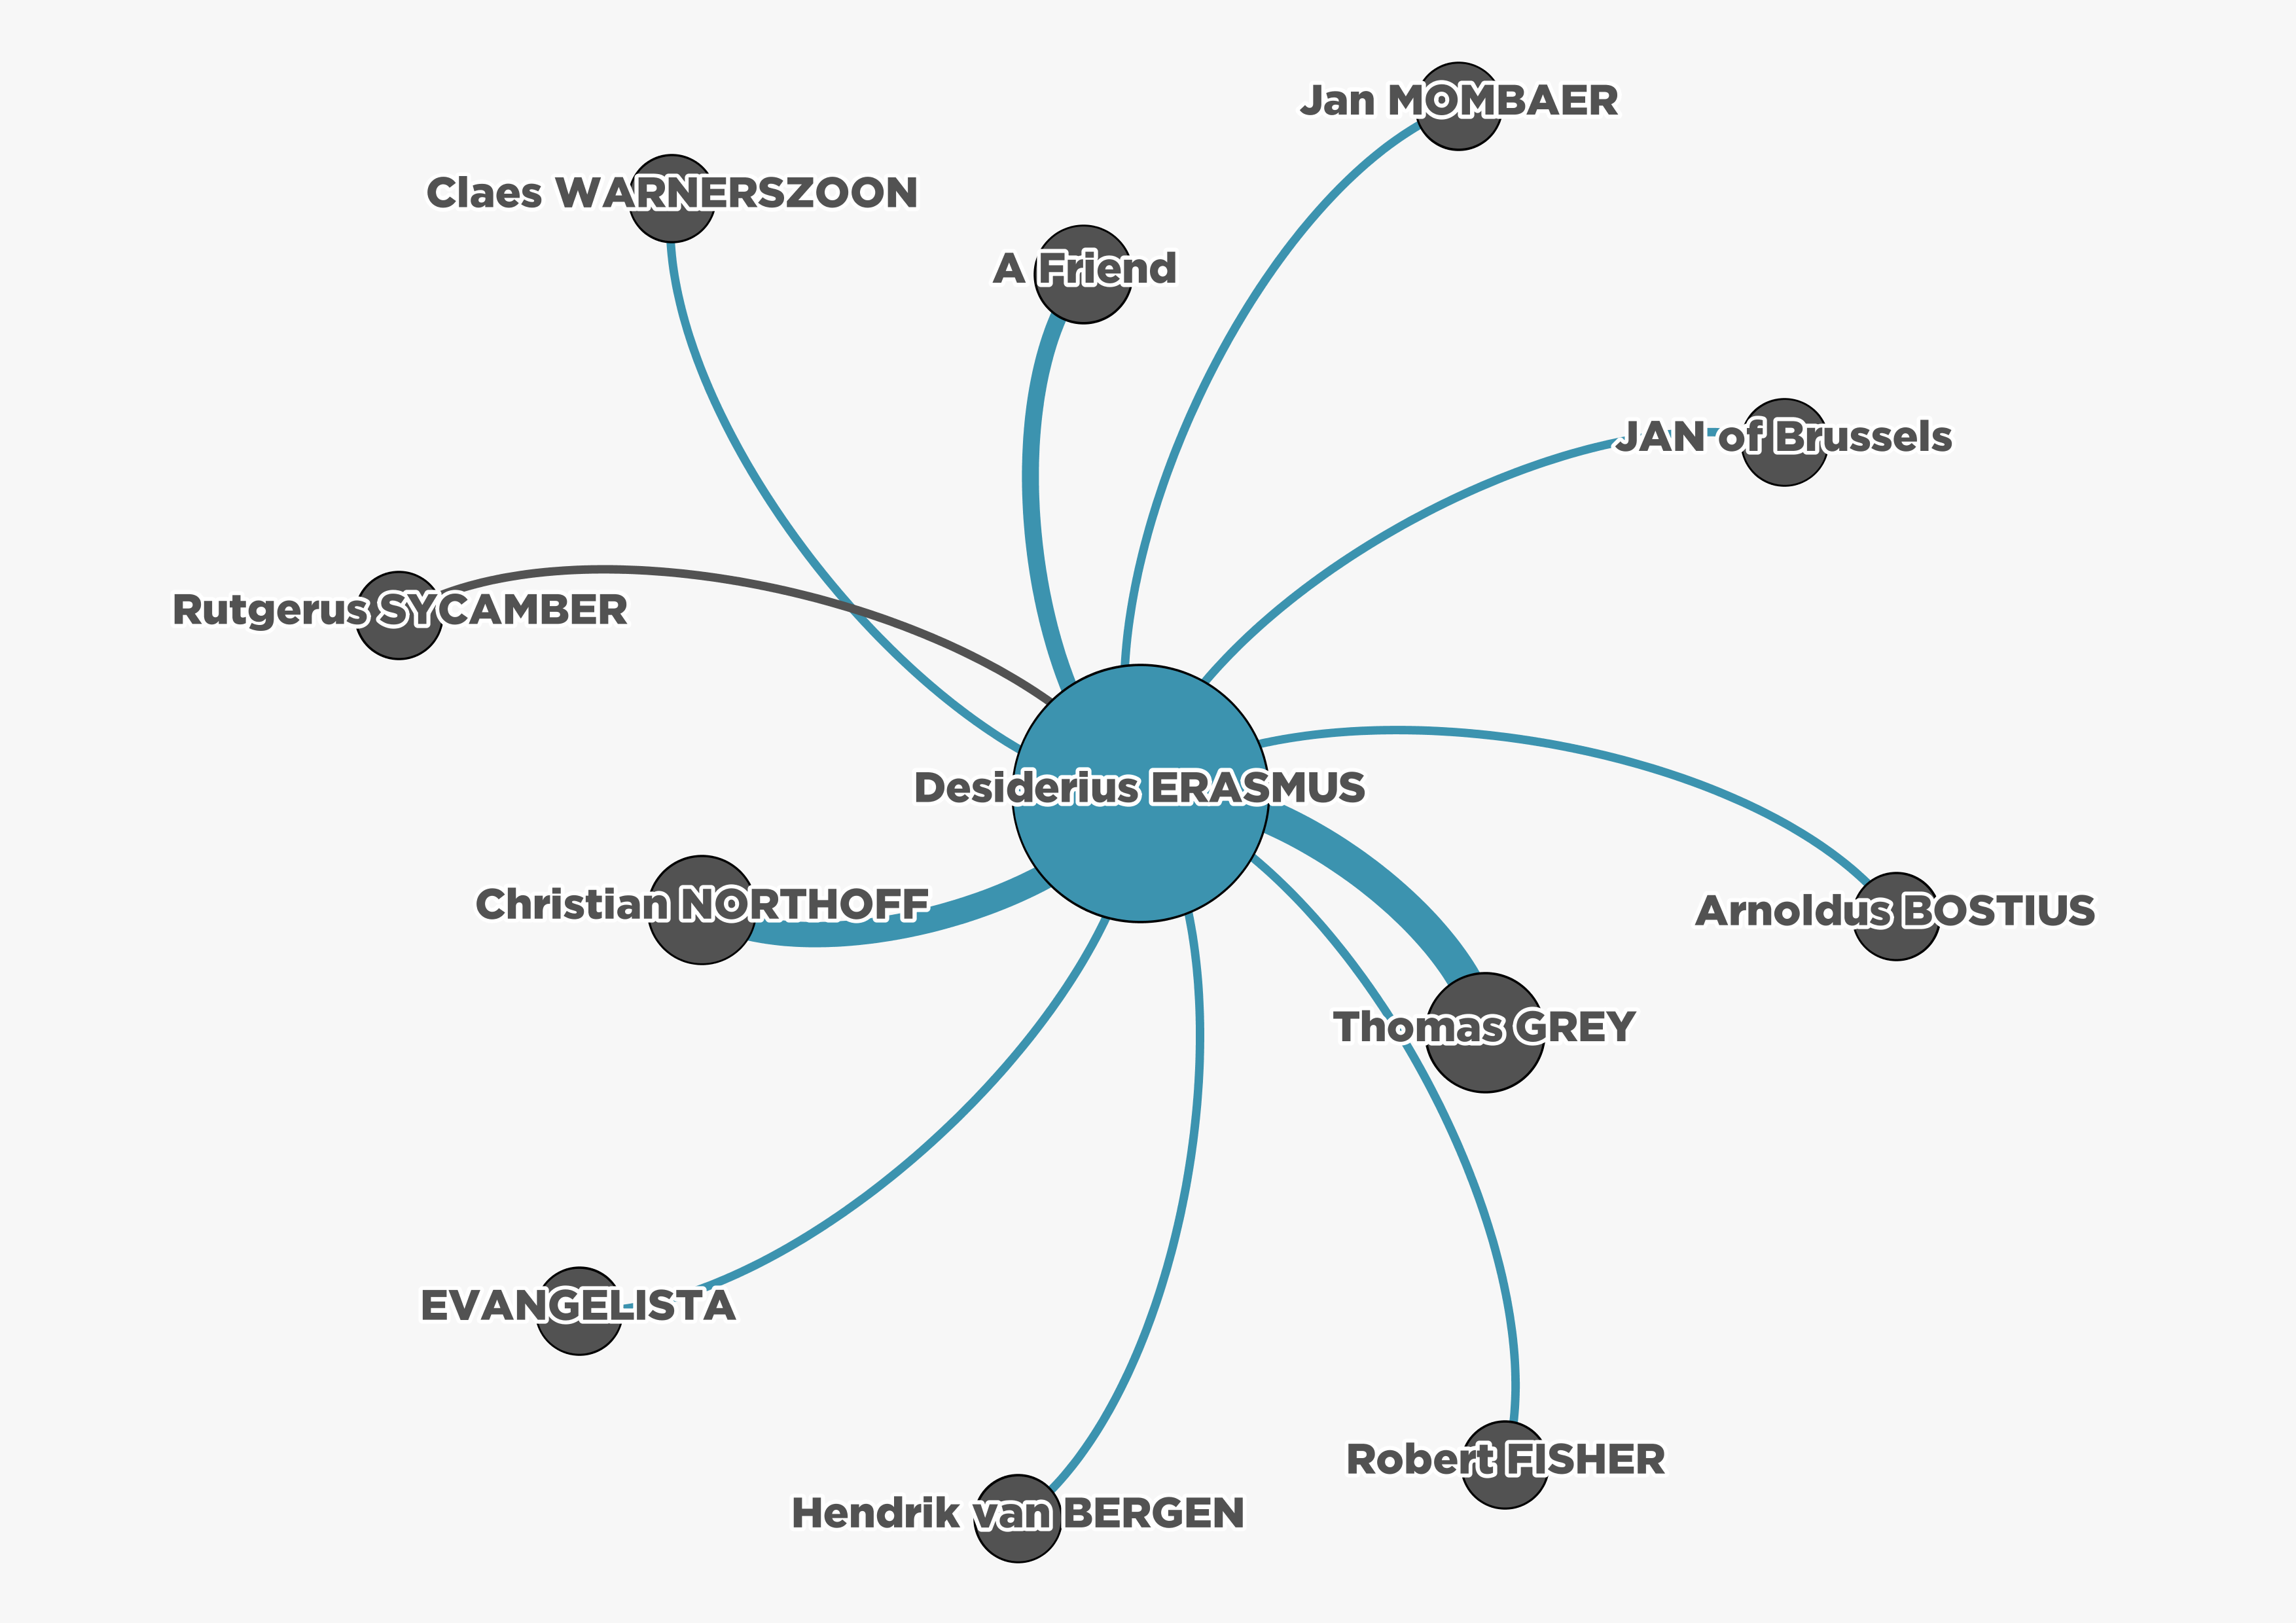 Jan MOMBAER
Claes WARNERSZOON
A Friend
JAN of Brussels
Rutgerus SYCAMBER
Desiderius ERASMUS
Christian NORTHOFF
Arnoldus BOSTIUS
Thomas GREY
EVANGELISTA
Robert FISHER
Hendrik van BERGEN